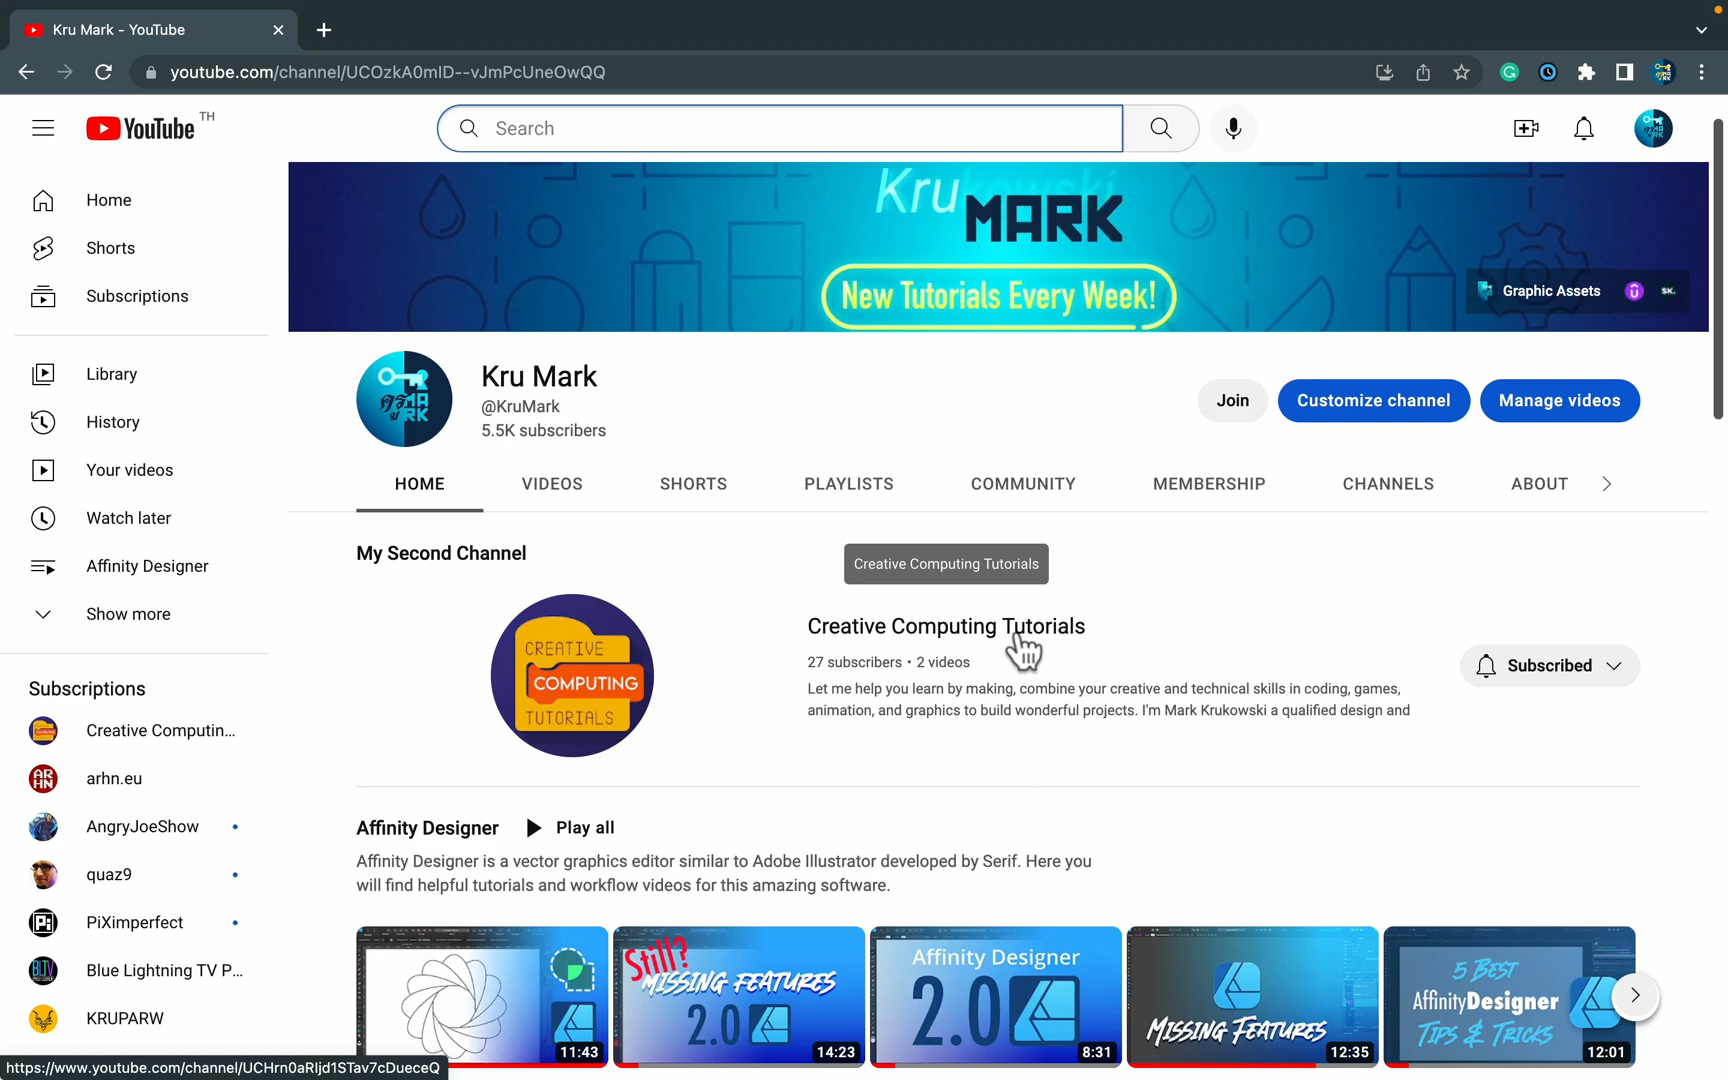 Kru Mark - YouTube
youtube.com/channel/UCOzkA0mID--vJmPcUneOwQQ
YouTube TH
Search
Home
Shorts
Subscriptions
Library
History
Your videos
Watch later
Affinity Designer
Show more
Subscriptions
Creative Computin...
arhn.eu
AngryJoeShow
quaz9
PiXimperfect
Blue Lightning TV P...
KRUPARW
https://www.youtube.com/channel/UCHrn0aRIjd1STav7cDueceQ
Kru
MARK
New Tutorials Every Week!
Graphic Assets
SK.
ครู
MARK
Kru Mark
@KruMark
5.5K subscribers
Join
Customize channel
Manage videos
HOME
VIDEOS
SHORTS
PLAYLISTS
COMMUNITY
MEMBERSHIP
CHANNELS
ABOUT
My Second Channel
Creative Computing Tutorials
CREATIVE
COMPUTING
TUTORIALS
Creative Computing Tutorials
27 subscribers • 2 videos
Let me help you learn by making, combine your creative and technical skills in coding, games,
animation, and graphics to build wonderful projects. I'm Mark Krukowski a qualified design and
Subscribed
Affinity Designer
Play all
Affinity Designer is a vector graphics editor similar to Adobe Illustrator developed by Serif. Here you
will find helpful tutorials and workflow videos for this amazing software.
11:43
Still?
MISSING FEATURES
2.0
14:23
Affinity Designer
2.0
8:31
MISSING FEATURES
12:35
5 BEST
AffinityDesigner
TIPS & TRICKS
12:01